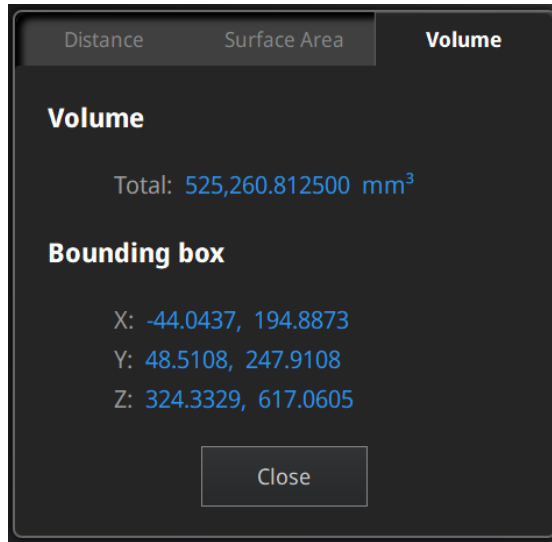 Distance Surface Area Volume
Volume
Total: 525,260.812500 mm³
Bounding box
X: -44.0437, 194.8873
Y: 48.5108, 247.9108
Z: 324.3329, 617.0605
Close